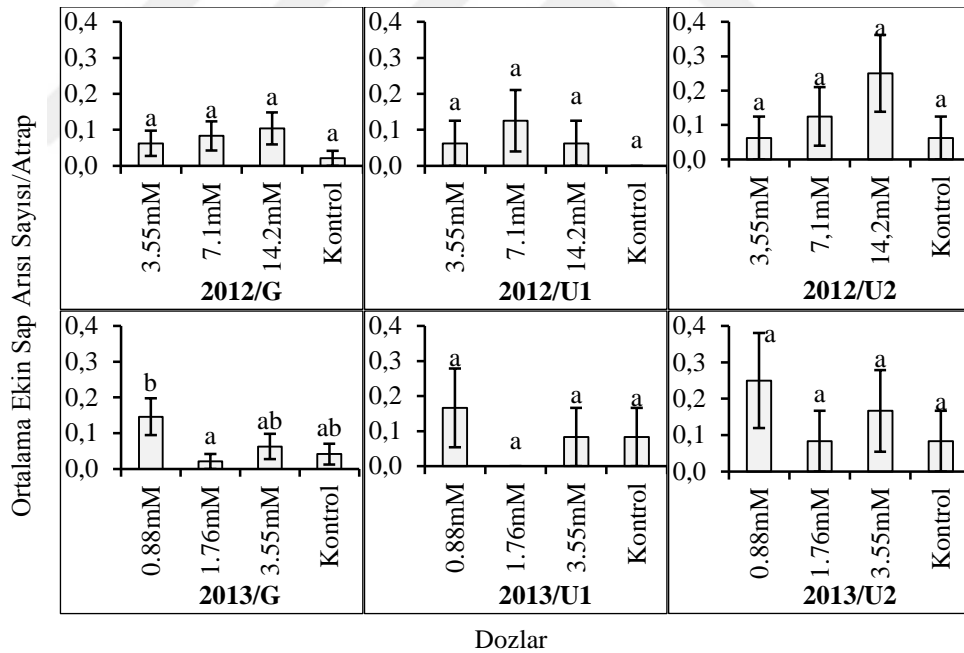 Ortalama Ekin Sap Arısı Sayısı/Atrap
0,4
0,3
0,2
0,1
0,0
a
a
a
a
3.55mM
7.1mM
14.2mM
Kontrol
2012/G
0,4
0,3
0,2
0,1
0,0
a
a
a
a
3.55mM
7.1mM
14.2mM
Kontrol
2012/U1
0,4
0,3
0,2
0,1
0,0
a
a
a
a
3,55mM
7,1mM
14,2mM
Kontrol
2012/U2
0,4
0,3
0,2
0,1
0,0
b
a
ab
ab
0.88mM
1.76mM
3.55mM
Kontrol
2013/G
0,4
0,3
0,2
0,1
0,0
a
a
a
a
0.88mM
1.76mM
3.55mM
Kontrol
2013/U1
0,4
0,3
0,2
0,1
0,0
a
a
a
a
0.88mM
1.76mM
3.55mM
Kontrol
2013/U2
Dozlar